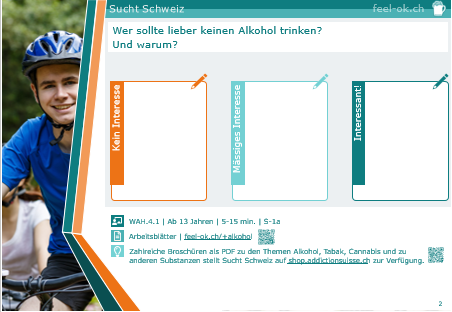 Sucht Schweiz
feel-ok.ch
Wer sollte lieber keinen Alkohol trinken?
Und warum?
Kein Interesse
Mässiges Interesse
Interessant!
WAH.4.1 | Ab 13 Jahren | 5-15 min. | S-1a
Arbeitsblätter | feel-ok.ch/+alkohol
Zahlreiche Broschüren als PDF zu den Themen Alkohol, Tabak, Cannabis und zu
anderen Substanzen stellt Sucht Schweiz auf shop.addictionsuisse.ch zur Verfügung.
2